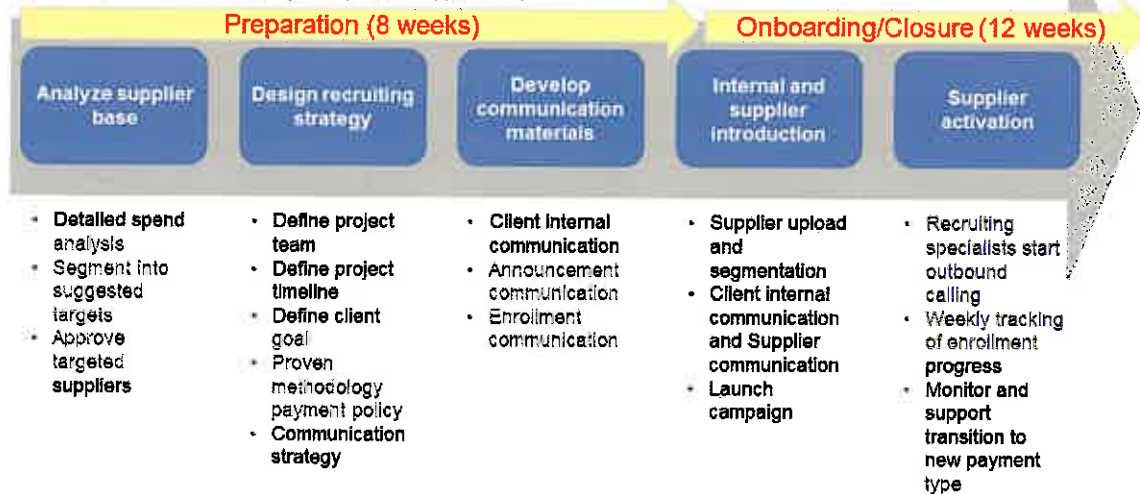 Preparation (8 weeks)
Onboarding/Closure (12 weeks)
Analyze supplier
base
Design recruiting
strategy
Develop
communication
materials
Internal and
supplier
introduction
Supplier
activation
• Detailed spend
analysis
• Segment into
suggested
targets
• Approve
targeted
suppliers
• Define project
team
• Define project
timeline
• Define client
goal
• Proven
methodology
payment policy
• Communication
strategy
• Client internal
communication
• Announcement
communication
• Enrollment
communication
• Supplier upload
and
segmentation
• Client internal
communication
and Supplier
communication
• Launch
campaign
• Recruiting
specialists start
outbound
calling
• Weekly tracking
of enrollment
progress
• Monitor and
support
transition to
new payment
type